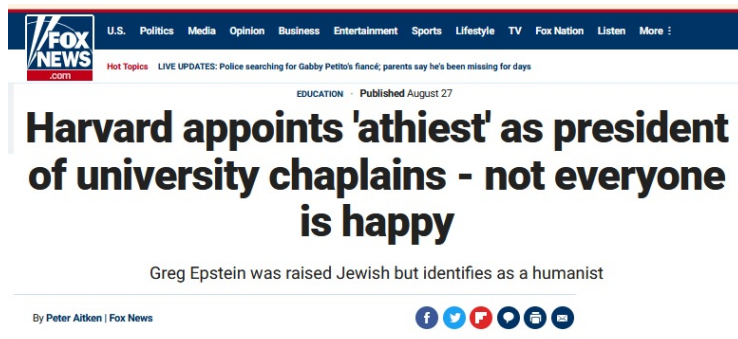 FOX
NEWS
.com
U.S. Politics Media Opinion Business Entertainment Sports Lifestyle TV Fox Nation Listen More
Hot Topics LIVE UPDATES: Police searching for Gabby Petito's fiancé; parents say he's been missing for days
EDUCATION · Published August 27
Harvard appoints 'athiest' as president
of university chaplains - not everyone
is happy
Greg Epstein was raised Jewish but identifies as a humanist
By Peter Aitken | Fox News